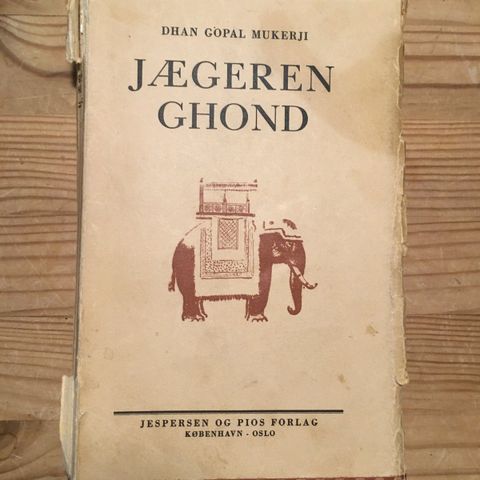 DHAN GOPAL MUKERJI
JÆGEREN
GHOND
JESPERSEN OG PIOS FORLAG
KØBENHAVN - OSLO